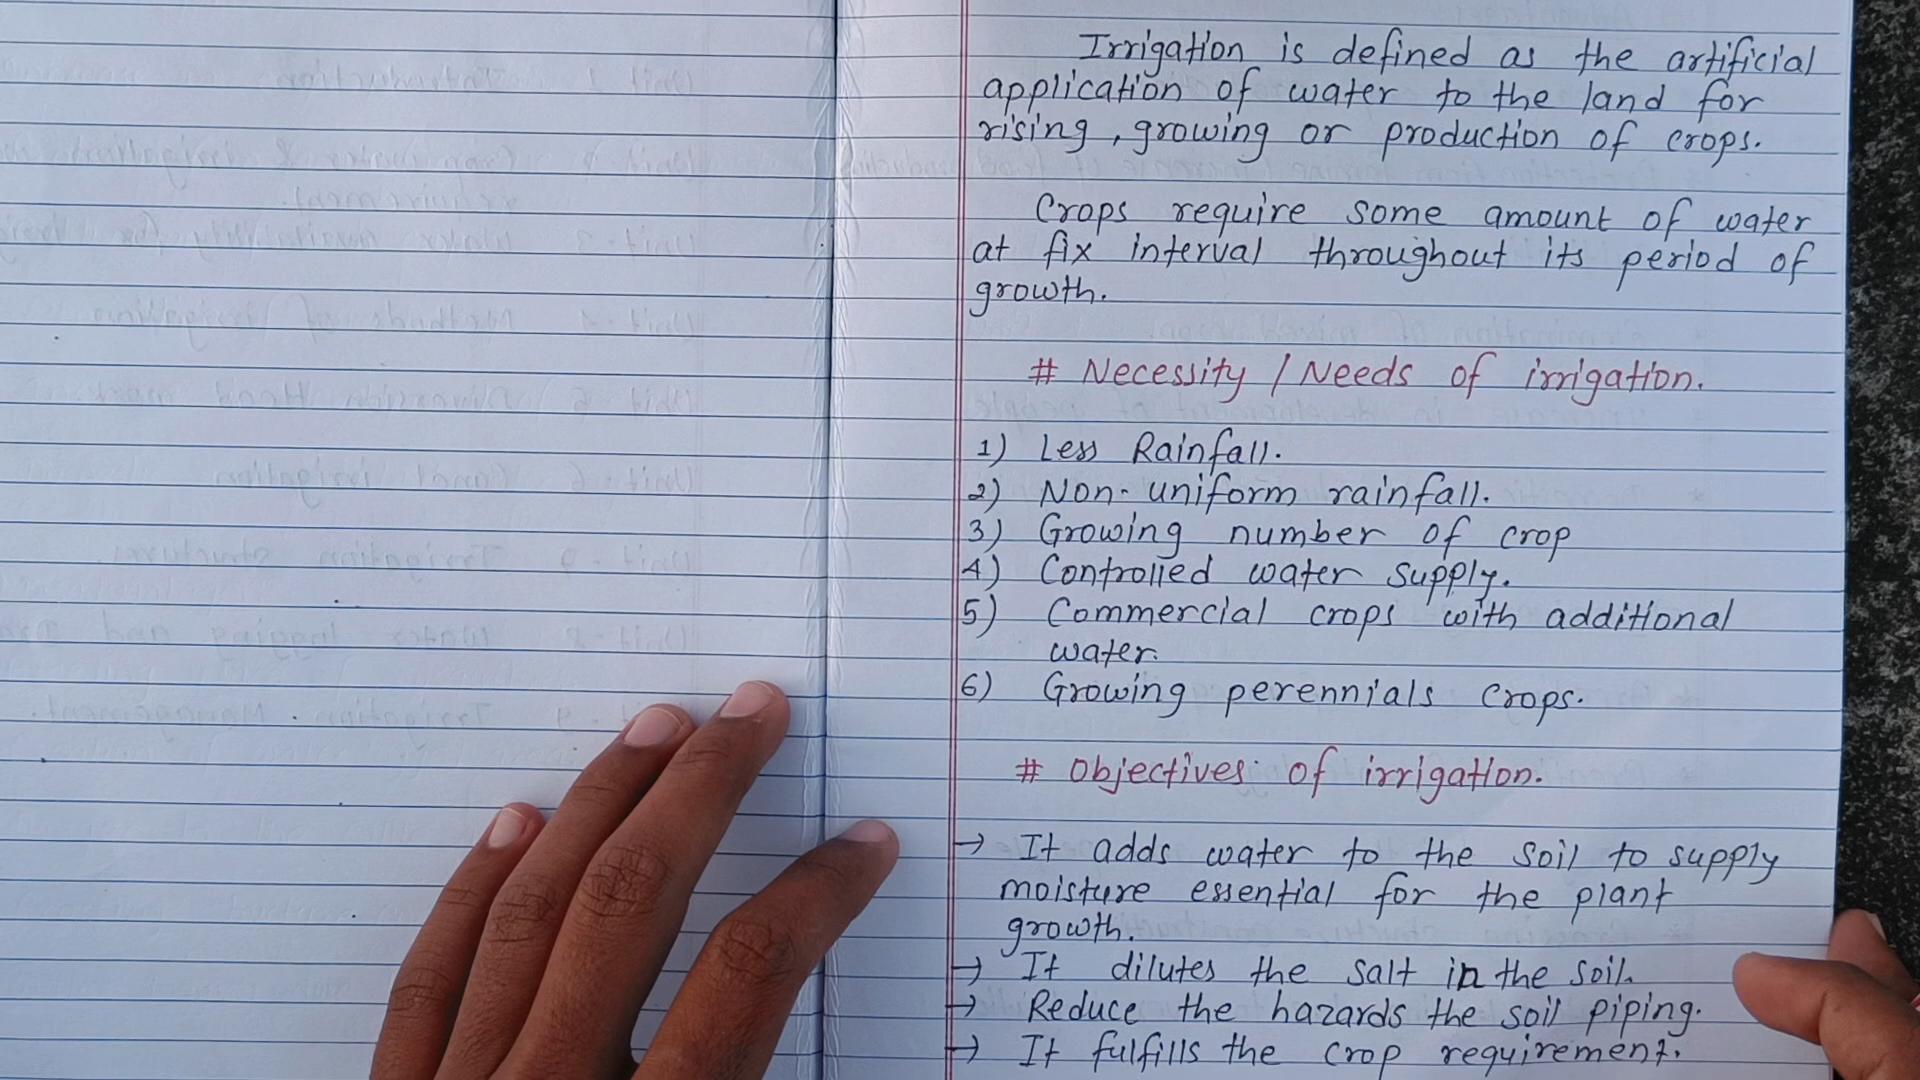 Irrigation is defined as the artificial
application of water to the land for
rising, growing or production of crops.
Crops require some amount of water
at fix interval throughout its period of
growth.
# Necessity / Needs of irrigation.
1) Less Rainfall.
2) Non-uniform rainfall.
3) Growing number of crop
4) Controlled water supply.
5) Commercial crops with additional
water.
6) Growing perennials crops.
# Objectives of irrigation.
→ It adds water to the soil to supply
moisture essential for the plant
growth.
→ It dilutes the salt in the soil.
→ Reduce the hazards the soil piping.
→ It fulfills the crop requirement.